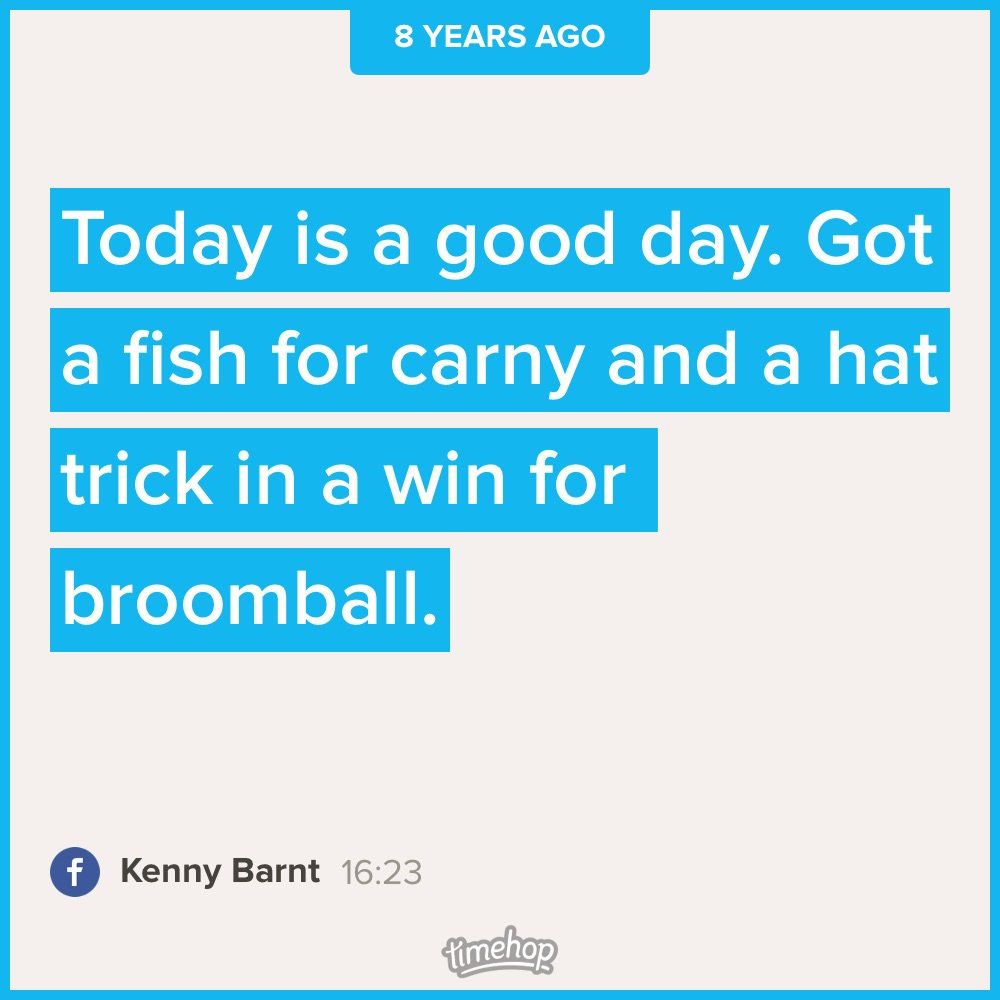 8 YEARS AGO
Today is a good day. Got
a fish for carny and a hat
trick in a win for
broomball.
f Kenny Barnt 16:23
timehop